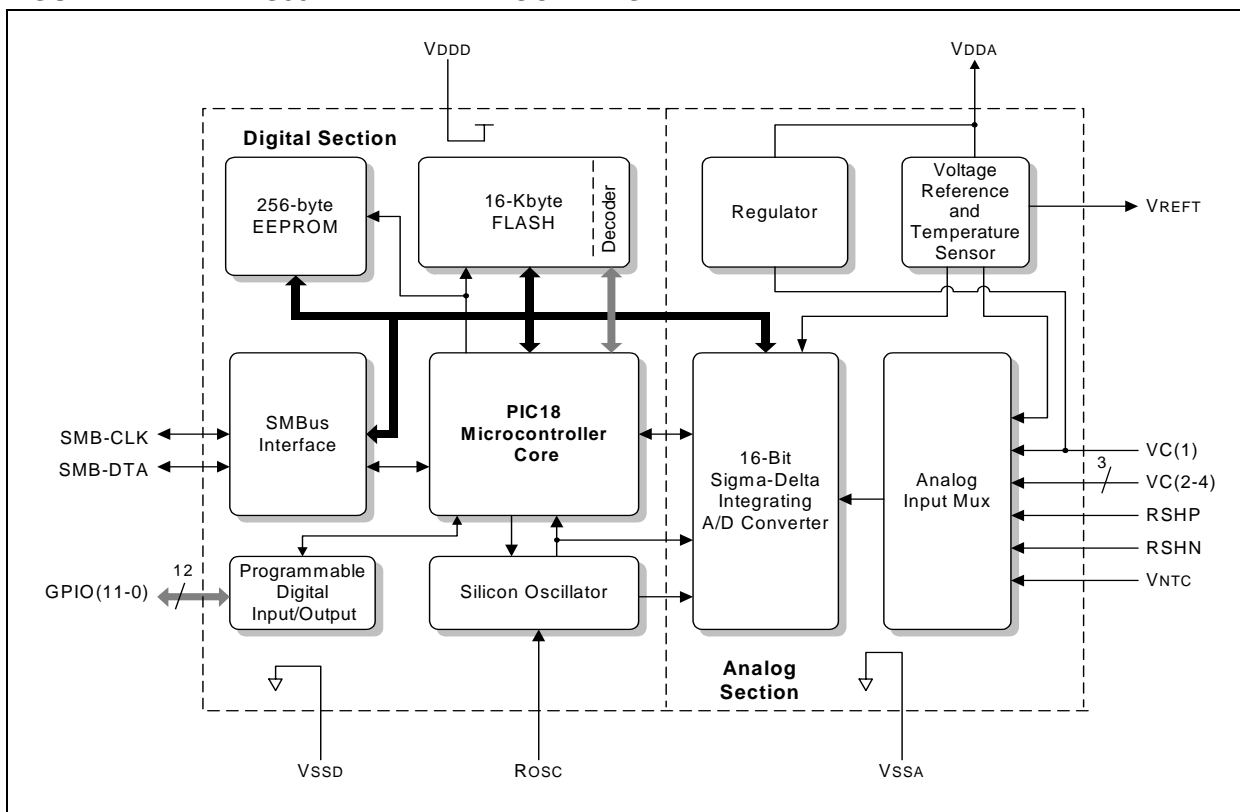 VDDD
VDDA
Digital Section
256-byte
EEPROM
16-Kbyte
FLASH
Decoder
Regulator
Voltage
Reference
and
Temperature
Sensor
VREFT
SMB-CLK
SMB-DTA
SMBus
Interface
PIC18
Microcontroller
Core
16-Bit
Sigma-Delta
Integrating
A/D Converter
Analog
Input Mux
VC(1)
3
VC(2-4)
RSHP
RSHN
VNTC
GPIO(11-0)
12
Programmable
Digital
Input/Output
Silicon Oscillator
Analog
Section
VSSD
ROSC
VSSA